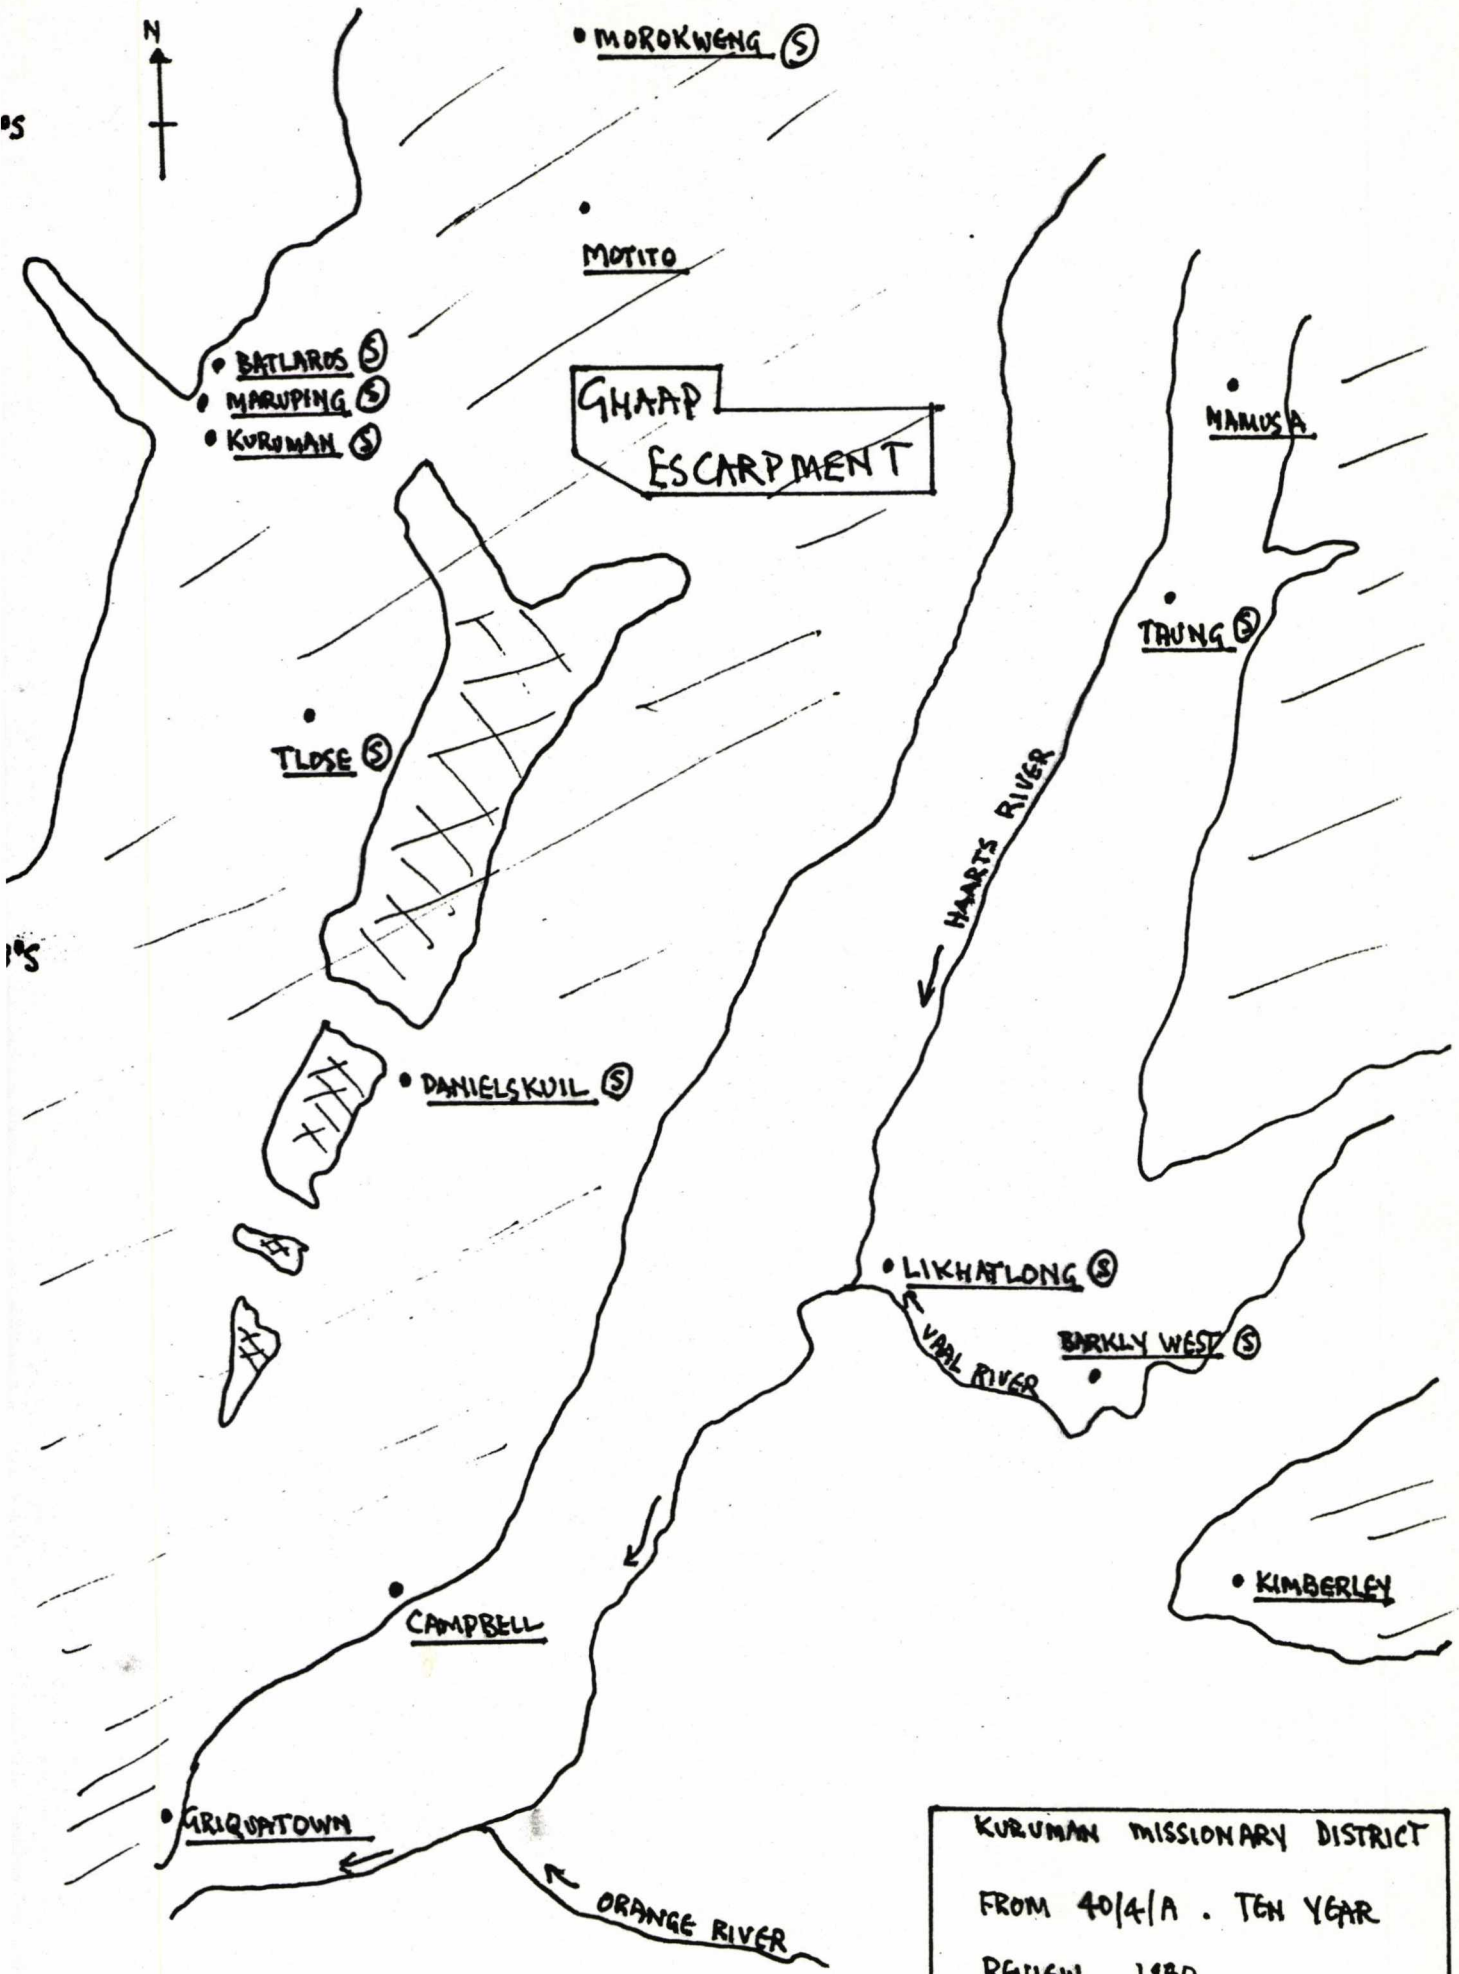 N
• MOROKWENG Ⓢ
°S
MOTITO
BATLAROS Ⓢ
MARUPING Ⓢ
KURUMAN Ⓢ
GHAAP
ESCARPMENT
MAMUSA
TAUNG Ⓢ
TLOSE Ⓢ
HAARTS RIVER
°S
DANIELSKUIL Ⓢ
LIKHATLONG Ⓢ
VAAL RIVER
BARKLY WEST Ⓢ
KIMBERLEY
CAMPBELL
GRIQUATOWN
ORANGE RIVER
KURUMAN MISSIONARY DISTRICT
FROM 40/4/A . TEN YEAR
REVIEW